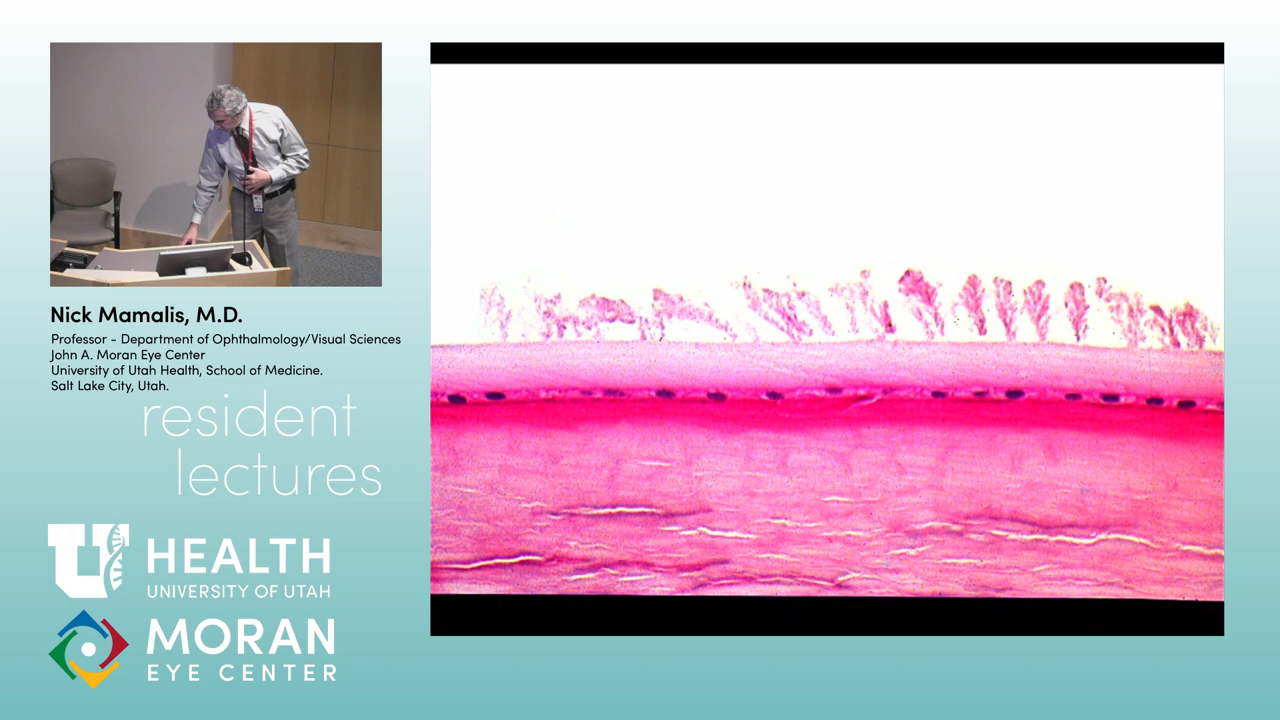 Nick Mamalis, M.D.
Professor - Department of Ophthalmology/Visual Sciences
John A. Moran Eye Center
University of Utah Health, School of Medicine.
Salt Lake City, Utah.
resident
lectures
U HEALTH
UNIVERSITY OF UTAH
MORAN
EYE CENTER